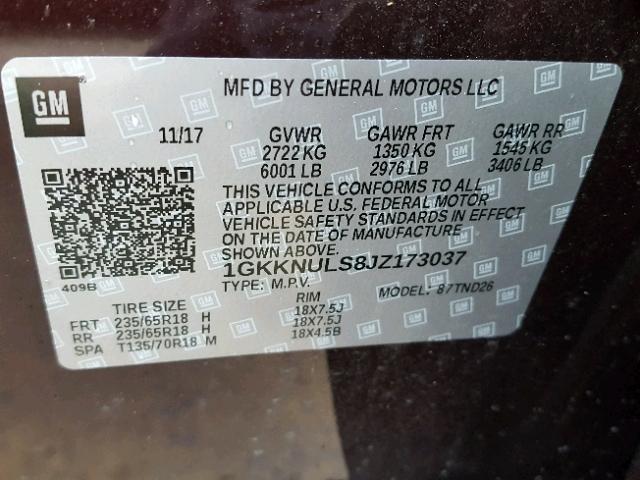 GM
MFD BY GENERAL MOTORS LLC
11/17 GVWR GAWR FRT GAWR RR
2722 KG 1350 KG 1545 KG
6001 LB 2976 LB 3406 LB
THIS VEHICLE CONFORMS TO ALL
APPLICABLE U.S. FEDERAL MOTOR
VEHICLE SAFETY STANDARDS IN EFFECT
ON THE DATE OF MANUFACTURE
SHOWN ABOVE.
1GKKNULS8JZ173037
409B
TYPE: M.P.V. MODEL: 87TND26
TIRE SIZE RIM
FRT 235/65R18 H 18X7.5J
RR 235/65R18 H 18X7.5J
SPA T135/70R18 M 18X4.5B